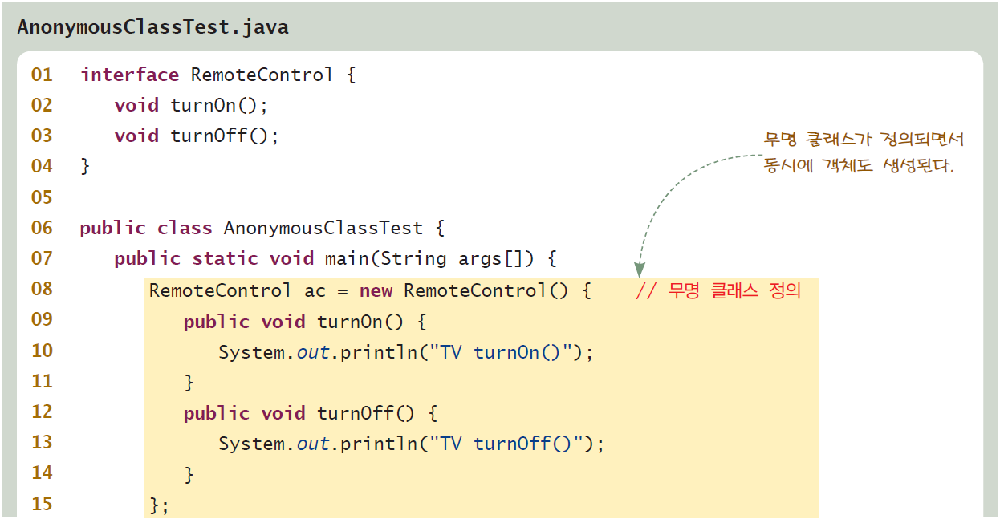 AnonymousClassTest.java
01 interface RemoteControl {
02 void turnOn();
03 void turnOff();
무명 클래스가 정의되면서
동시에 객체도 생성된다.
04 }
05
06 public class AnonymousClassTest {
07 public static void main(String args[]) {
08 RemoteControl ac = new RemoteControl() { // 무명 클래스 정의
09 public void turnOn() {
10 System.out.println("TV turnOn()");
11 }
12 public void turnOff() {
13 System.out.println("TV turnOff()");
14 }
15 };